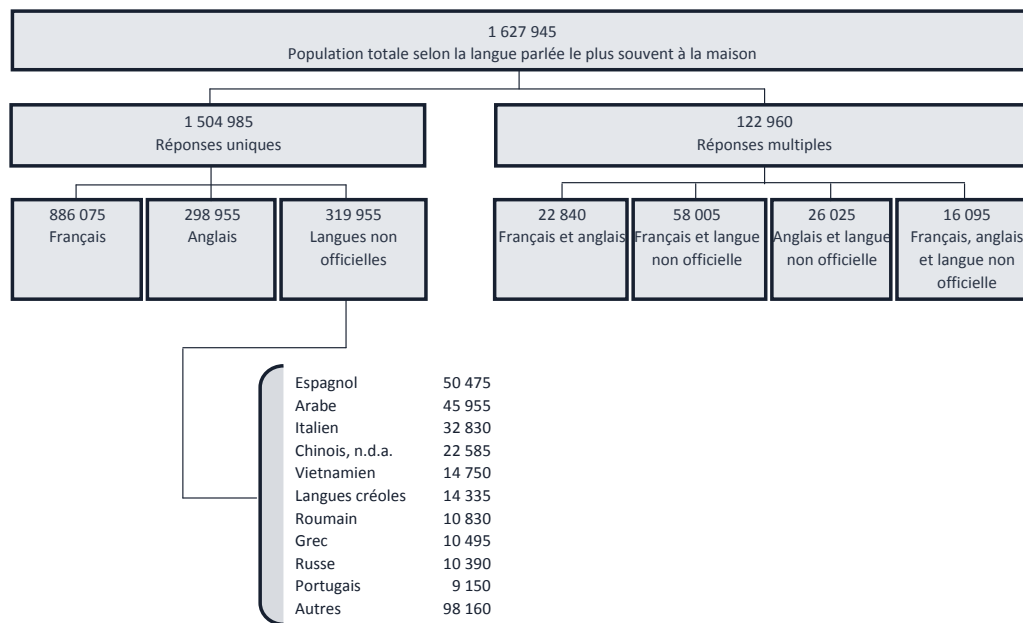 1 627 945
Population totale selon la langue parlée le plus souvent à la maison
1 504 985
Réponses uniques
122 960
Réponses multiples
886 075
Français
298 955
Anglais
319 955
Langues non
officielles
22 840
Français et anglais
58 005
Français et langue
non officielle
26 025
Anglais et langue
non officielle
16 095
Français, anglais
et langue non
officielle
Espagnol 50 475
Arabe 45 955
Italien 32 830
Chinois, n.d.a. 22 585
Vietnamien 14 750
Langues créoles 14 335
Roumain 10 830
Grec 10 495
Russe 10 390
Portugais 9 150
Autres 98 160